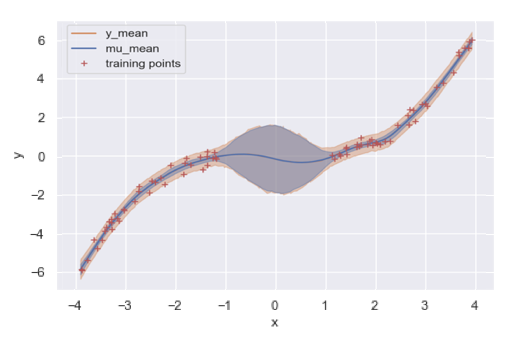 y_mean
mu_mean
training points
6
4
2
0
−2
−4
−6
y
−4 −3 −2 −1 0 1 2 3 4
x